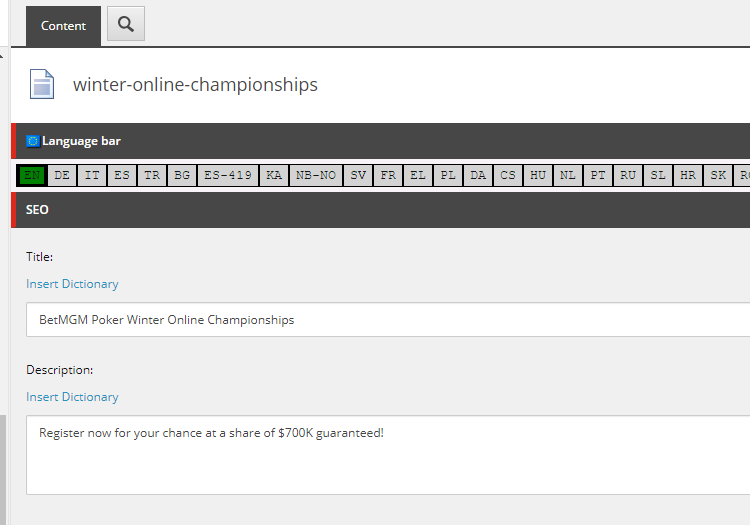 Content
winter-online-championships
Language bar
EN DE IT ES TR BG ES-419 KA NB-NO SV FR EL PL DA CS HU NL PT RU SL HR SK
SEO
Title:
Insert Dictionary
BetMGM Poker Winter Online Championships
Description:
Insert Dictionary
Register now for your chance at a share of $700K guaranteed!